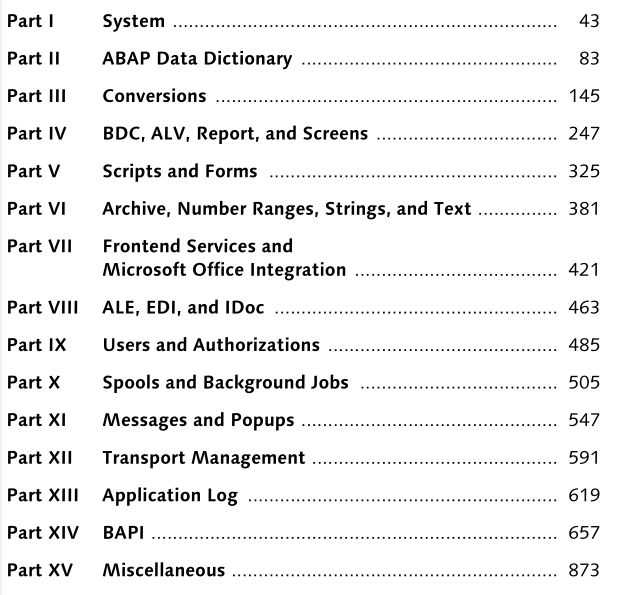 Part I System ........................................................................ 43
Part II ABAP Data Dictionary ................................................ 83
Part III Conversions ................................................................ 145
Part IV BDC, ALV, Report, and Screens .................................. 247
Part V Scripts and Forms ...................................................... 325
Part VI Archive, Number Ranges, Strings, and Text ............... 381
Part VII Frontend Services and
Microsoft Office Integration ...................................... 421
Part VIII ALE, EDI, and IDoc ..................................................... 463
Part IX Users and Authorizations ........................................... 485
Part X Spools and Background Jobs ..................................... 505
Part XI Messages and Popups ................................................ 547
Part XII Transport Management .............................................. 591
Part XIII Application Log .......................................................... 619
Part XIV BAPI ............................................................................ 657
Part XV Miscellaneous ............................................................. 873